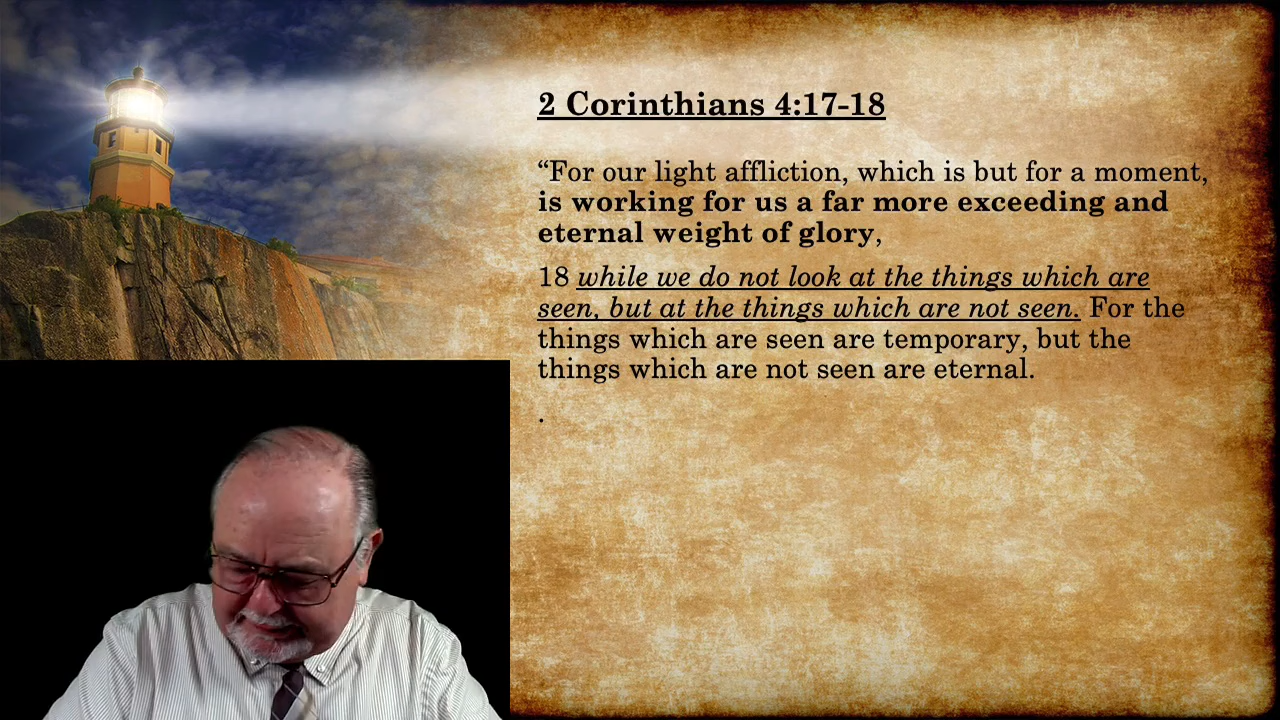 2 Corinthians 4:17-18
“For our light affliction, which is but for a moment,
is working for us a far more exceeding and
eternal weight of glory,
18 while we do not look at the things which are
seen, but at the things which are not seen. For the
things which are seen are temporary, but the
things which are not seen are eternal.
.